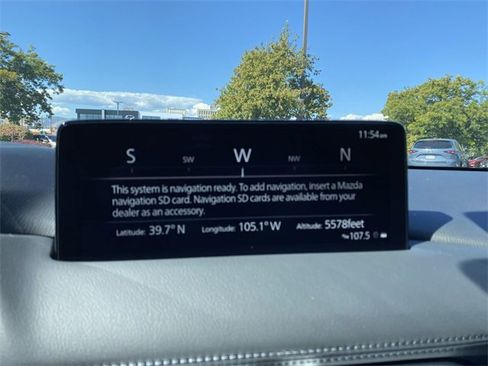 11:54am
S SW W NW N
This system is navigation ready. To add navigation, insert a Mazda
navigation SD card. Navigation SD cards are available from your
dealer as an accessory.
Latitude: 39.7° N Longitude: 105.1° W Altitude: 5578feet
107.5